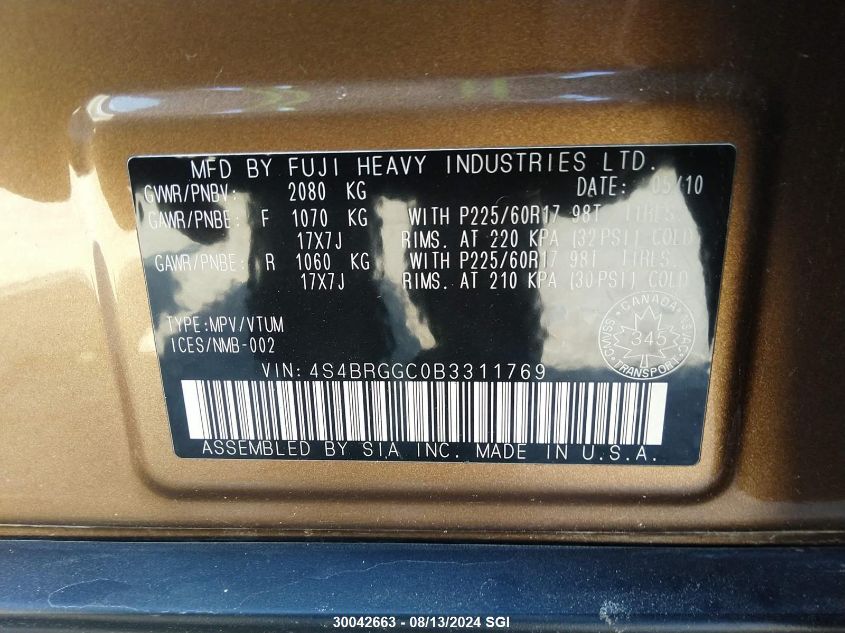 MFD BY FUJI HEAVY INDUSTRIES LTD.
GVWR/PNBV: 2080 KG DATE: 05/10
GAWR/PNBE: F 1070 KG WITH P225/60R17 98T TIRES,
17X7J RIMS. AT 220 KPA (32PSI) COLD
GAWR/PNBE: R 1060 KG WITH P225/60R17 98T TIRES,
17X7J RIMS. AT 210 KPA (30PSI) COLD
TYPE:MPV/VTUM
ICES/NMB-002
CANADA
345
TRANSPORT
VIN: 4S4BRGGC0B3311769
ASSEMBLED BY SIA INC. MADE IN U.S.A.
30042663 - 08/13/2024 SGI